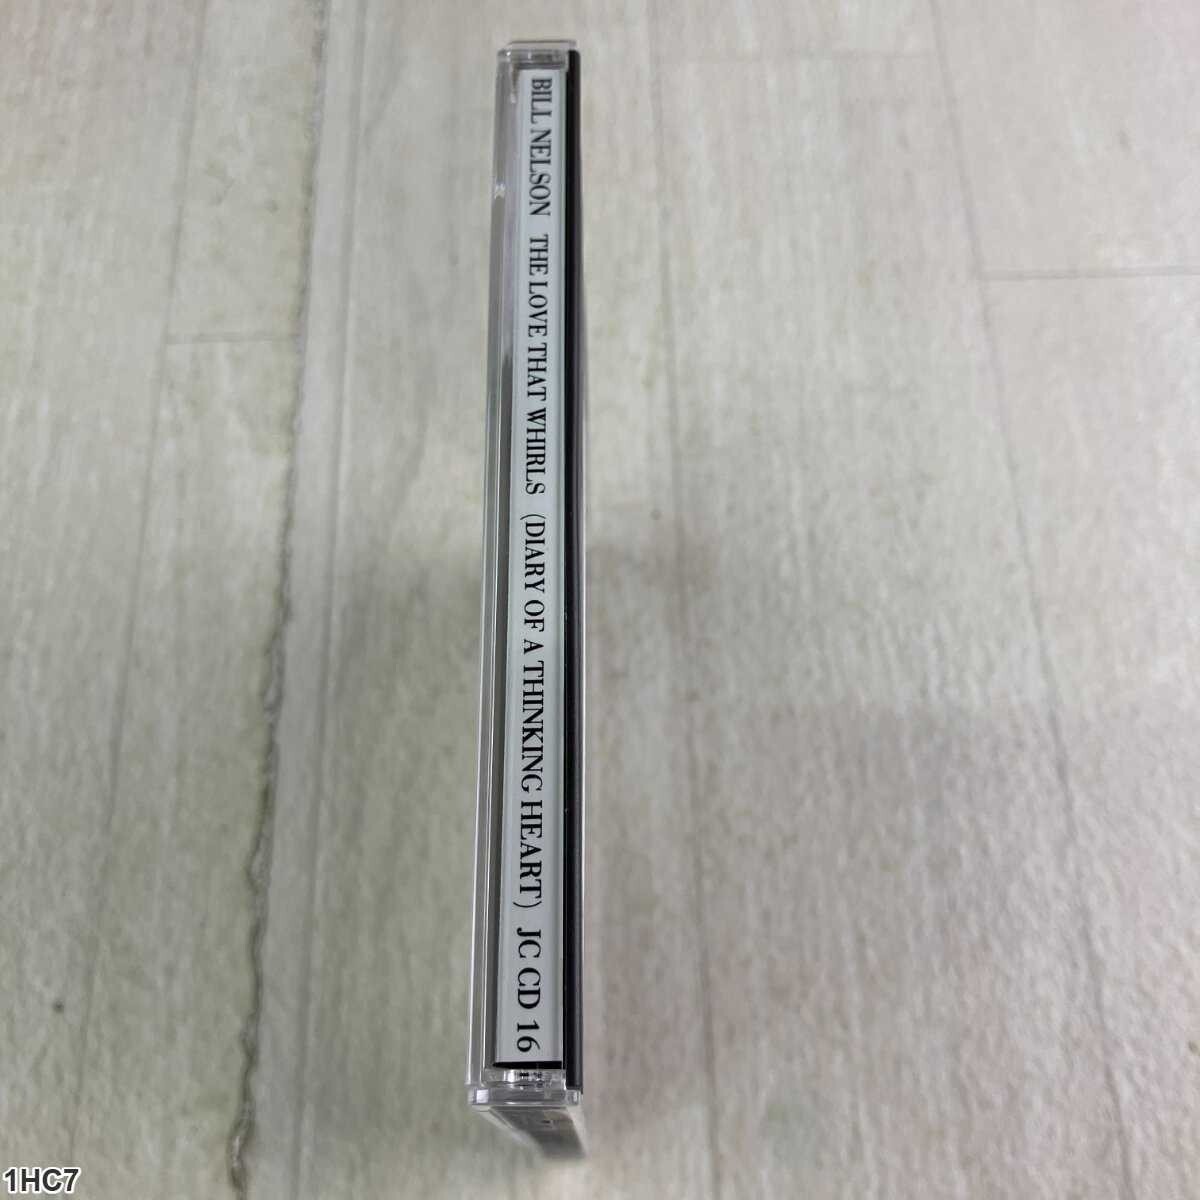 BILL NELSON THE LOVE THAT WHIRLS (DIARY OF A THINKING HEART) JC CD 16
1HC7